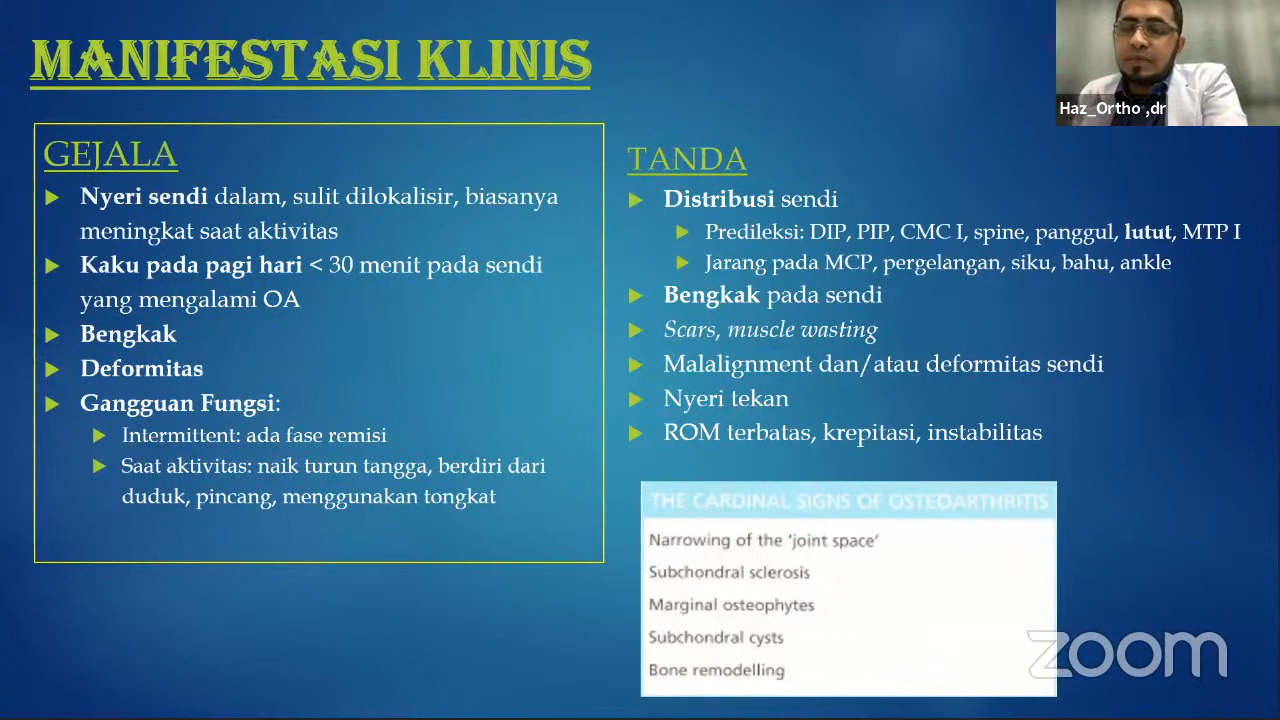 MANIFESTASI KLINIS
Haz_Ortho ,dr
GEJALA
Nyeri sendi dalam, sulit dilokalisir, biasanya
meningkat saat aktivitas
Kaku pada pagi hari < 30 menit pada sendi
yang mengalami OA
Bengkak
Deformitas
Gangguan Fungsi:
Intermittent: ada fase remisi
Saat aktivitas: naik turun tangga, berdiri dari
duduk, pincang, menggunakan tongkat
TANDA
Distribusi sendi
Predileksi: DIP, PIP, CMC I, spine, panggul, lutut, MTP I
Jarang pada MCP, pergelangan, siku, bahu, ankle
Bengkak pada sendi
Scars, muscle wasting
Malalignment dan/atau deformitas sendi
Nyeri tekan
ROM terbatas, krepitasi, instabilitas
THE CARDINAL SIGNS OF OSTEOARTHRITIS
Narrowing of the 'joint space'
Subchondral sclerosis
Marginal osteophytes
Subchondral cysts
Bone remodelling
zoom